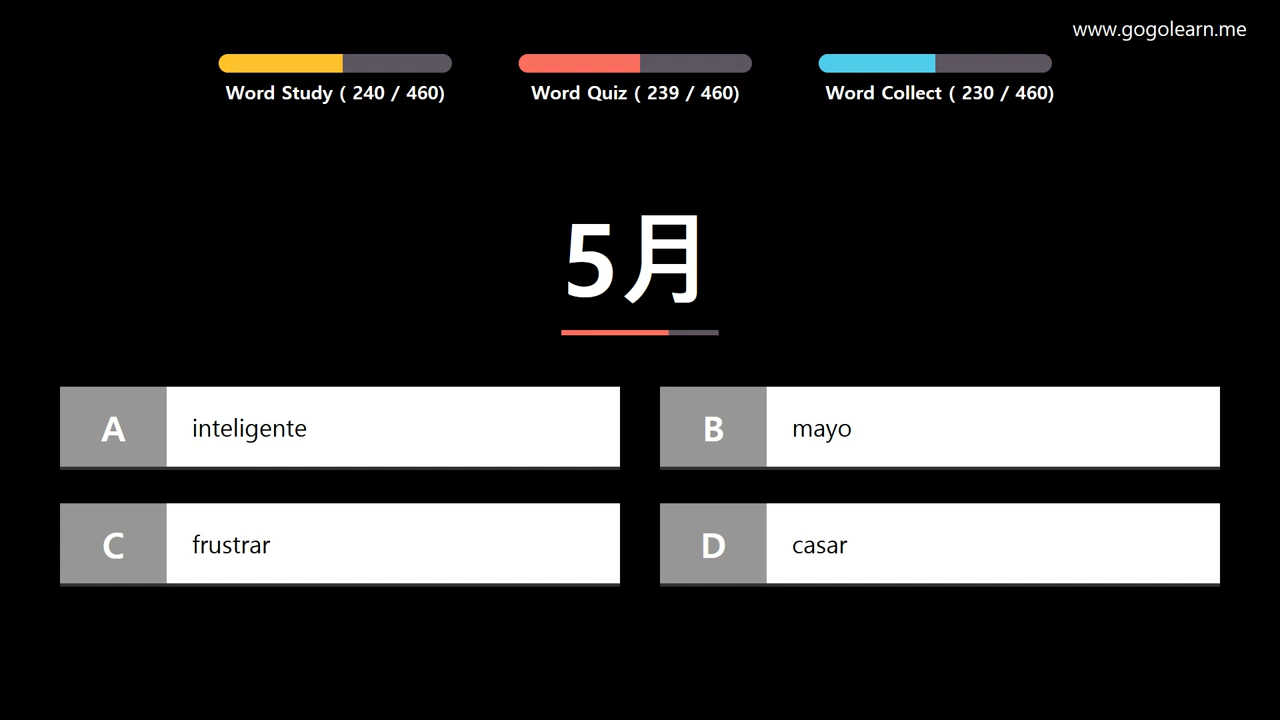 www.gogolearn.me
Word Study ( 240 / 460)
Word Quiz ( 239 / 460)
Word Collect ( 230 / 460)
5月
A inteligente
B mayo
C frustrar
D casar